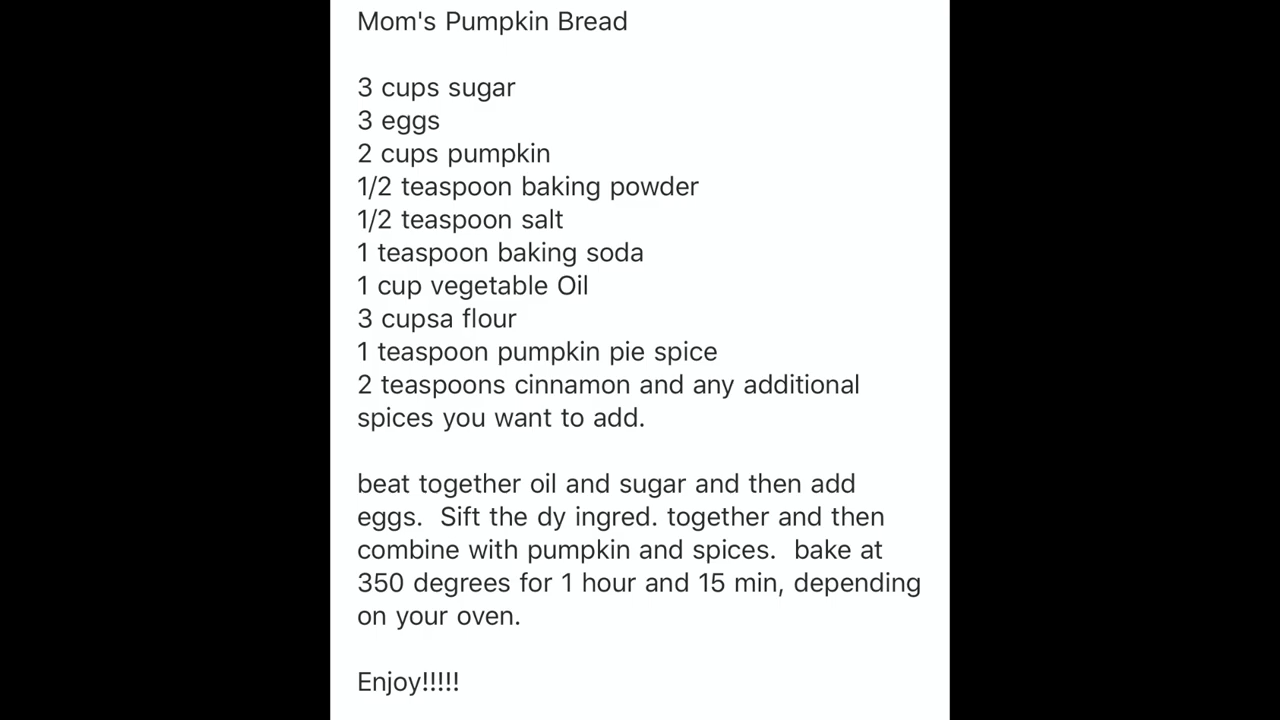 Mom's Pumpkin Bread
3 cups sugar
3 eggs
2 cups pumpkin
1/2 teaspoon baking powder
1/2 teaspoon salt
1 teaspoon baking soda
1 cup vegetable Oil
3 cupsa flour
1 teaspoon pumpkin pie spice
2 teaspoons cinnamon and any additional
spices you want to add.
beat together oil and sugar and then add
eggs.  Sift the dy ingred. together and then
combine with pumpkin and spices.  bake at
350 degrees for 1 hour and 15 min, depending
on your oven.
Enjoy!!!!!